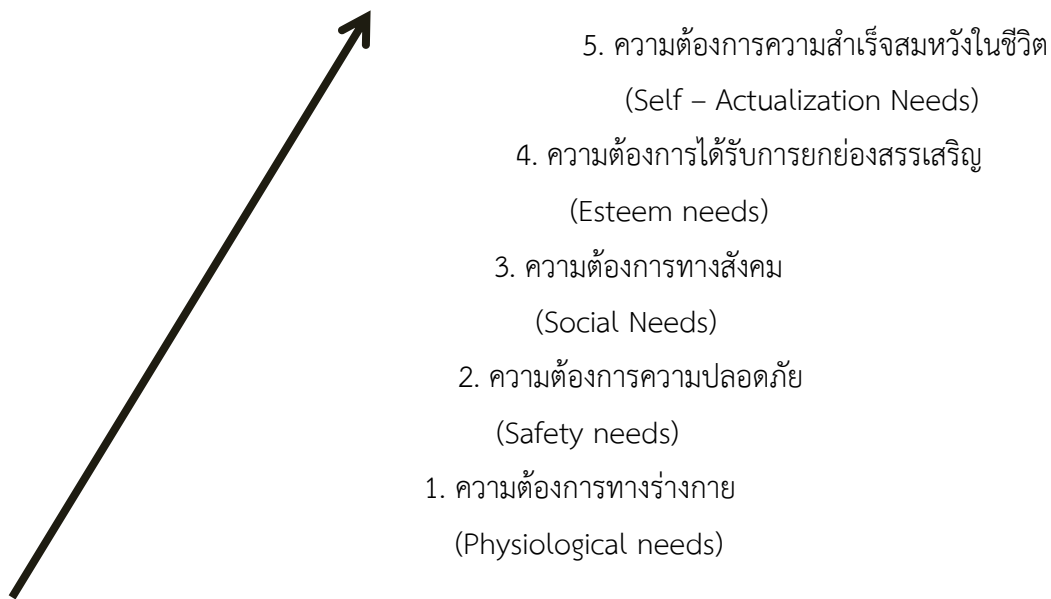 5. ความต้องการความสำเร็จสมหวังในชีวิต
(Self – Actualization Needs)
4. ความต้องการได้รับการยกย่องสรรเสริญ
(Esteem needs)
3. ความต้องการทางสังคม
(Social Needs)
2. ความต้องการความปลอดภัย
(Safety needs)
1. ความต้องการทางร่างกาย
(Physiological needs)